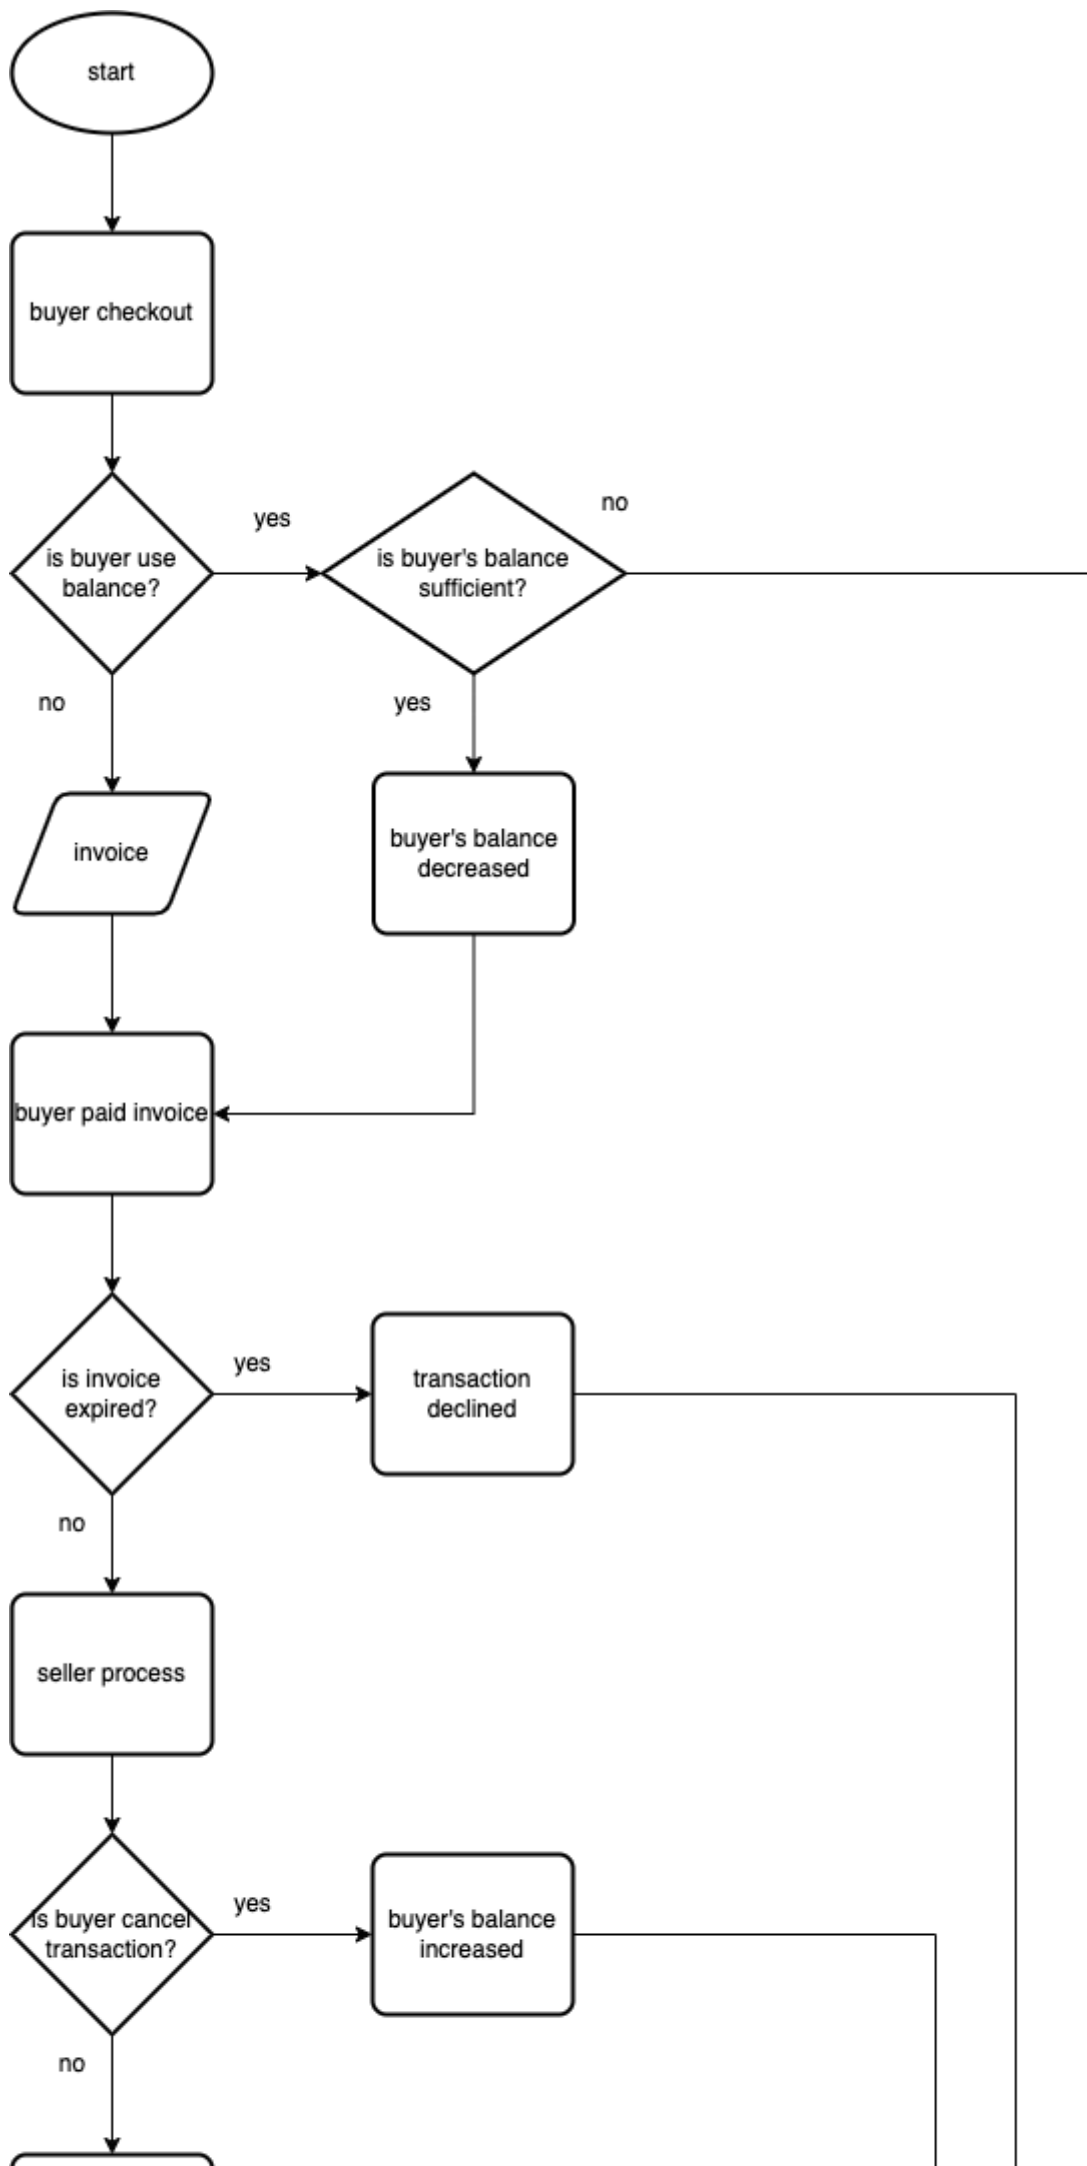 start
buyer checkout
is buyer use
balance?
yes
is buyer's balance
sufficient?
no
no
yes
invoice
buyer's balance
decreased
buyer paid invoice
is invoice
expired?
yes
transaction
declined
no
seller process
is buyer cancel
transaction?
yes
buyer's balance
increased
no